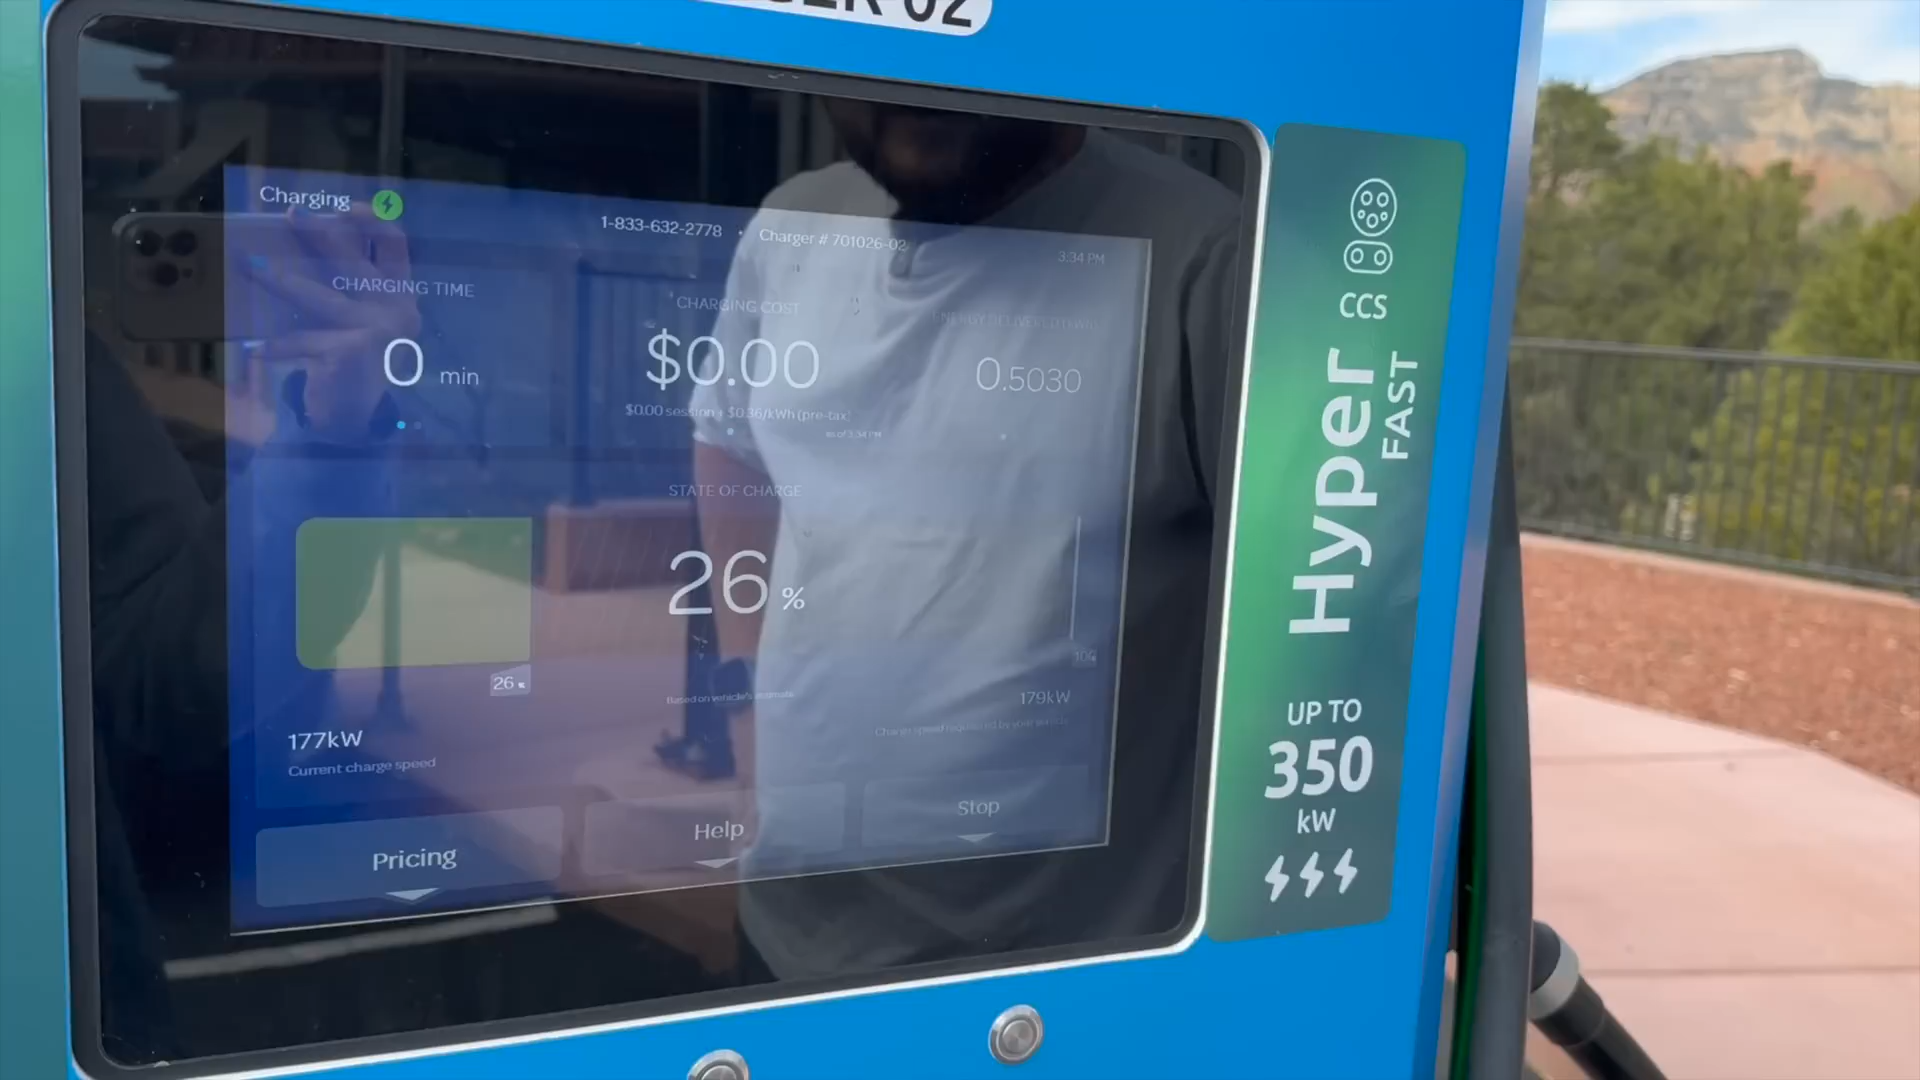 02
Charging
1-833-632-2778 • Charger # 701026-02
3:34 PM
CHARGING TIME
0 min
CHARGING COST
$0.00
$0.00 session + $0.36/kWh (pre-tax)
as of 3:34 PM
ENERGY DELIVERED
0.5030
STATE OF CHARGE
26 %
26 %
Based on vehicle's estimate
177kW
Current charge speed
179kW
Charge speed requested by your vehicle
Pricing
Help
Stop
CCS
Hyper
FAST
UP TO
350
kW